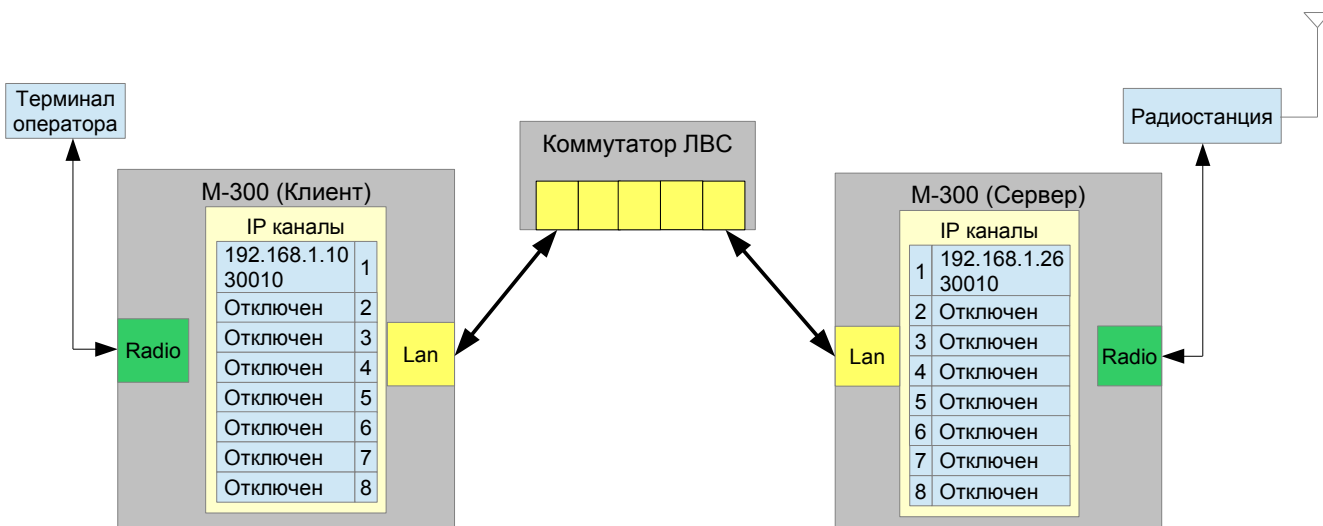 Терминал
оператора
М-300 (Клиент)
IP каналы
192.168.1.10
30010 1
Отключен 2
Отключен 3
Отключен 4
Отключен 5
Отключен 6
Отключен 7
Отключен 8
Radio
Lan
Коммутатор ЛВС
Радиостанция
М-300 (Сервер)
IP каналы
1 192.168.1.26
30010
2 Отключен
3 Отключен
4 Отключен
5 Отключен
6 Отключен
7 Отключен
8 Отключен
Lan
Radio